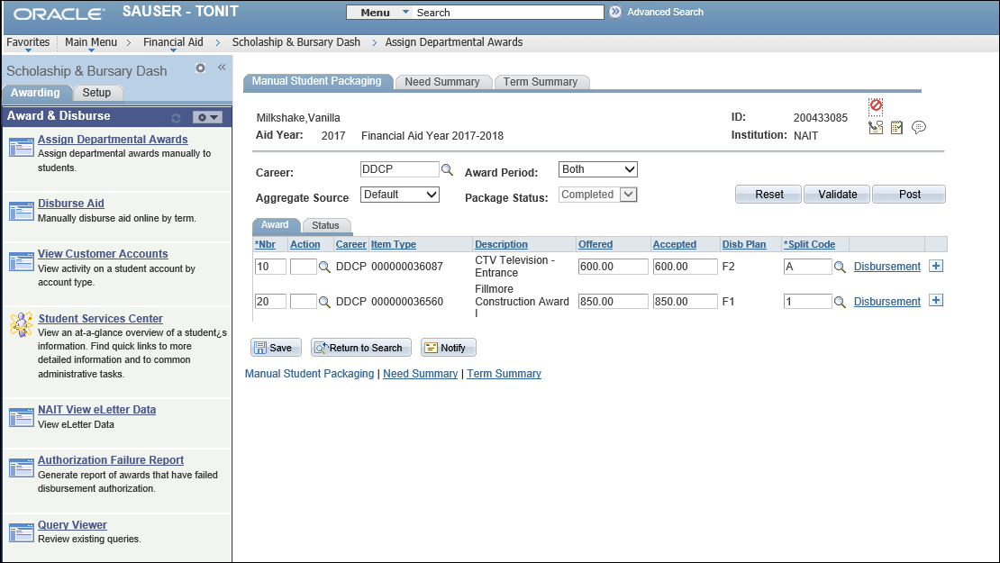 ORACLE® SAUSER - TONIT Menu Search Advanced Search
Favorites Main Menu > Financial Aid > Scholaship & Bursary Dash > Assign Departmental Awards
Scholaship & Bursary Dash
Awarding Setup
Award & Disburse
Assign Departmental Awards
Assign departmental awards manually to
students.
Disburse Aid
Manually disburse aid online by term.
View Customer Accounts
View activity on a student account by
account type.
Student Services Center
View an at-a-glance overview of a student¿s
information. Find quick links to more
detailed information and to common
administrative tasks.
NAIT View eLetter Data
View eLetter Data
Authorization Failure Report
Generate report of awards that have failed
disbursement authorization.
Query Viewer
Review existing queries.
Manual Student Packaging Need Summary Term Summary
Milkshake,Vanilla ID: 200433085
Aid Year: 2017 Financial Aid Year 2017-2018 Institution: NAIT
Career: DDCP Award Period: Both
Aggregate Source Default Package Status: Completed Reset Validate Post
Award Status
*Nbr Action Career Item Type Description Offered Accepted Disb Plan *Split Code
10 DDCP 000000036087 CTV Television - 600.00 600.00 F2 A Disbursement +
Entrance
20 DDCP 000000036560 Fillmore 850.00 850.00 F1 1 Disbursement +
Construction Award
I
Save Return to Search Notify
Manual Student Packaging | Need Summary | Term Summary